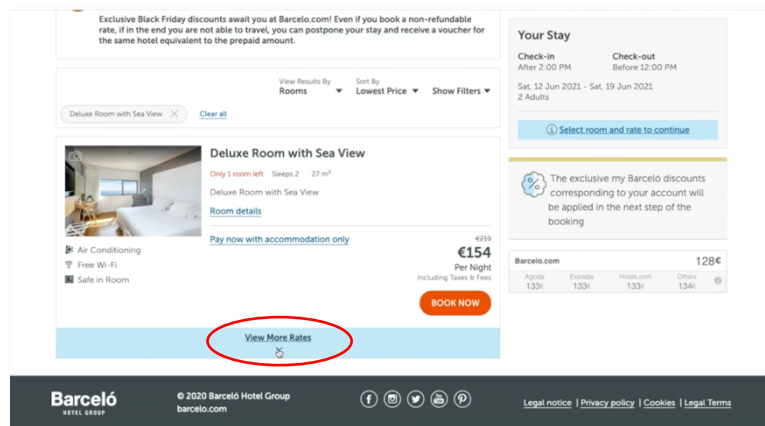 Exclusive Black Friday discounts await you at Barcelo.com! Even if you book a non-refundable
rate, if in the end you are not able to travel, you can postpone your stay and receive a voucher for
the same hotel equivalent to the prepaid amount.
View Results By
Rooms
Sort By
Lowest Price
Show Filters
Deluxe Room with Sea View
Clear all
Deluxe Room with Sea View
Only 1 room left Sleeps 2 27 m²
Deluxe Room with Sea View
Room details
Pay now with accommodation only
€219
€154
Per Night
Including Taxes & Fees
BOOK NOW
Air Conditioning
Free Wi-Fi
Safe in Room
View More Rates
Your Stay
Check-in
After 2:00 PM
Check-out
Before 12:00 PM
Sat, 12 Jun 2021 - Sat, 19 Jun 2021
2 Adults
Select room and rate to continue
The exclusive my Barceló discounts
corresponding to your account will
be applied in the next step of the
booking
Barcelo.com 128€
Agoda Expedia Hotels.com Others
133€ 133€ 133€ 134€
Barceló
HOTEL GROUP
© 2020 Barceló Hotel Group
barcelo.com
Legal notice | Privacy policy | Cookies | Legal Terms